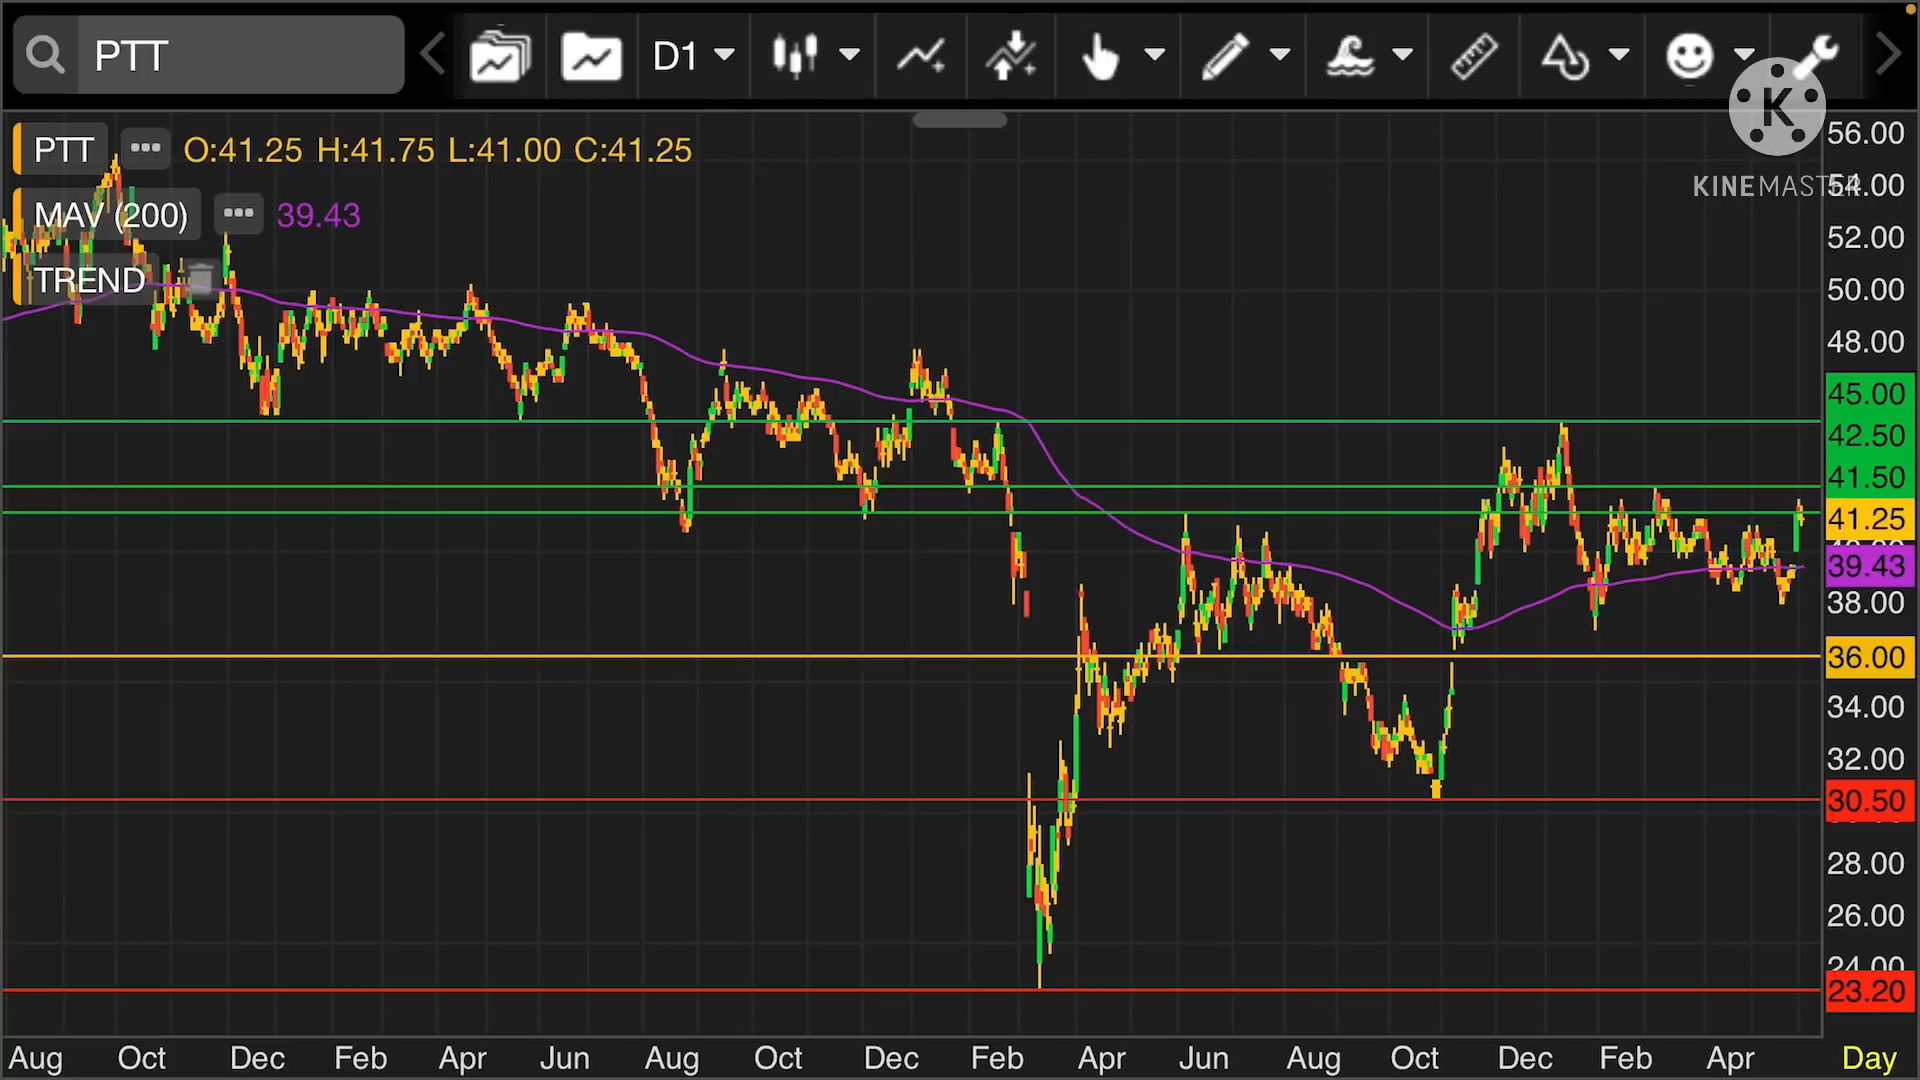 PTT
D1
PTT
O:41.25 H:41.75 L:41.00 C:41.25
MAV (200)
39.43
TREND
K
KINEMASTER
56.00
54.00
52.00
50.00
48.00
45.00
42.50
41.50
41.25
39.43
38.00
36.00
34.00
32.00
30.50
28.00
26.00
24.00
23.20
Aug Oct Dec Feb Apr Jun Aug Oct Dec Feb Apr Jun Aug Oct Dec Feb Apr Day